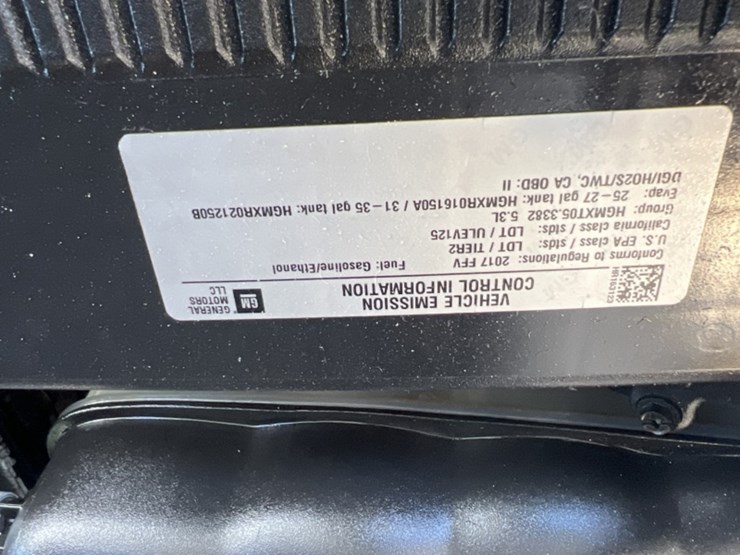 VEHICLE EMISSION
CONTROL INFORMATION
GM
GENERAL
MOTORS
LLC
Conforms to Regulations: 2017 FFV Fuel: Gasoline/Ethanol
U.S. EPA class / stds: LDT / TIER2
California class / stds: LDT / ULEV125
Group: HGMXT05.3382 5.3L
Evap: 25-27 gal tank: HGMXR016150A / 31-35 gal tank: HGMXR021250B
DGI/HO2S/TWC, CA OBD: II